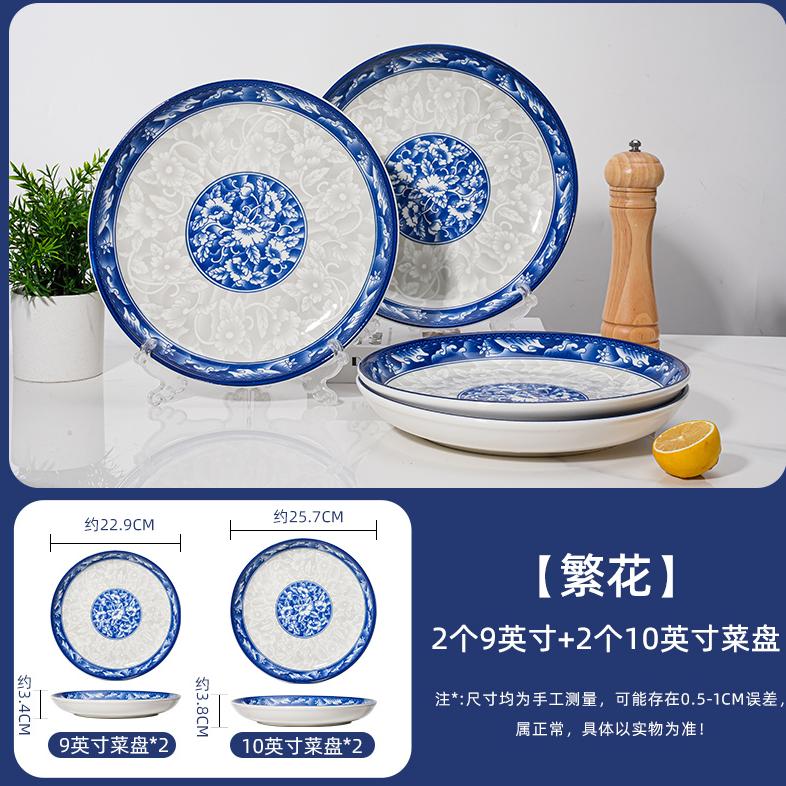 约22.9CM
约25.7CM
约3.4CM
约3.8CM
9英寸菜盘*2
10英寸菜盘*2
【繁花】
2个9英寸+2个10英寸菜盘
注*:尺寸均为手工测量，可能存在0.5-1CM误差，
属正常，具体以实物为准!